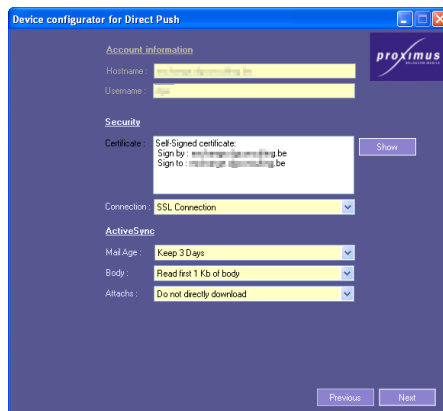 Device configurator for Direct Push
Account information
proximus
Hostname :
Username :
Security
Certificate :
Self-Signed certificate:
Sign by : .be
Sign to : .be
Show
Connection :
SSL Connection
ActiveSync
Mail Age :
Keep 3 Days
Body :
Read first 1 Kb of body
Attachs :
Do not directly download
Previous
Next